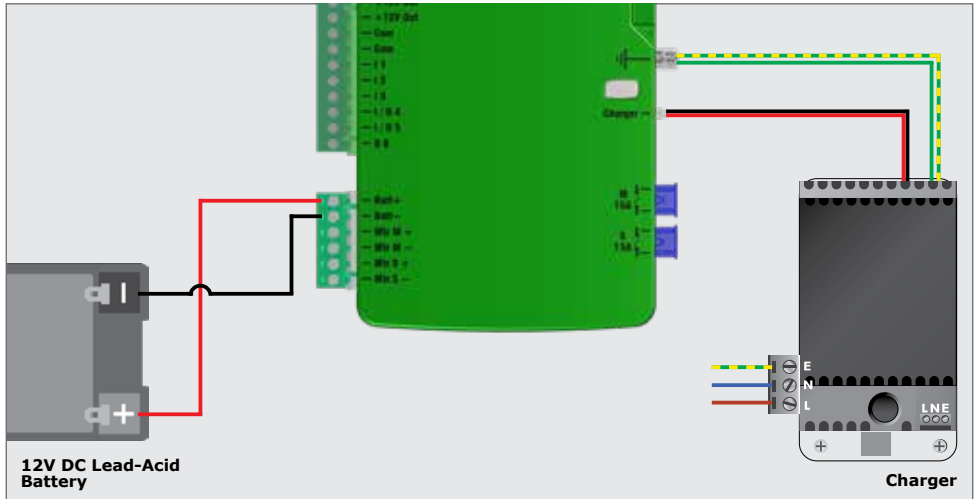 +12V Out
Com
Com
I 1
I 2
I 3
I / O 4
I / O 5
Charger
Batt+
Batt-
Mtr M +
Mtr M -
Mtr S +
Mtr S -
M
15A
S
15A
E
N
L
LNE
12V DC Lead-Acid
Battery
Charger